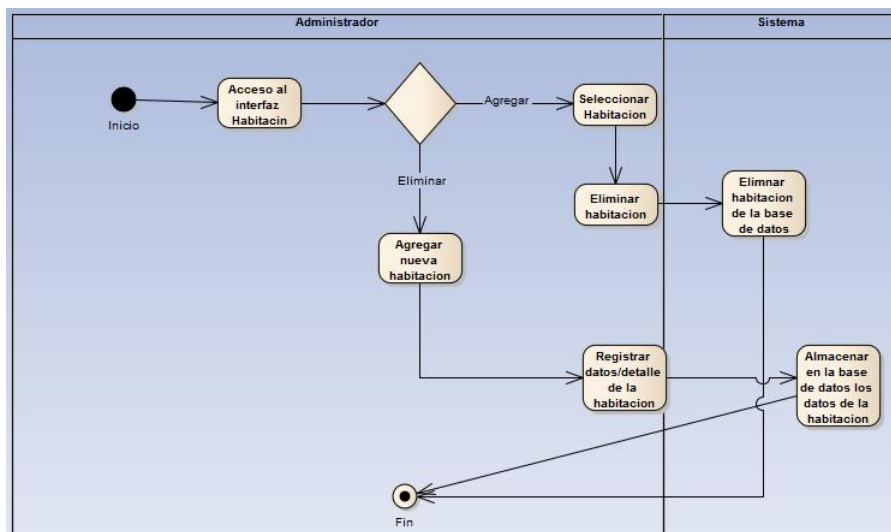 Administrador
Sistema
Acceso al
interfaz
Habitacin
Inicio
Agregar
Seleccionar
Habitacion
Eliminar
Eliminar
habitacion
Elimnar
habitacion
de la base
de datos
Agregar
nueva
habitacion
Registrar
datos/detalle
de la
habitacion
Almacenar
en la base
de datos los
datos de la
habitacion
Fin